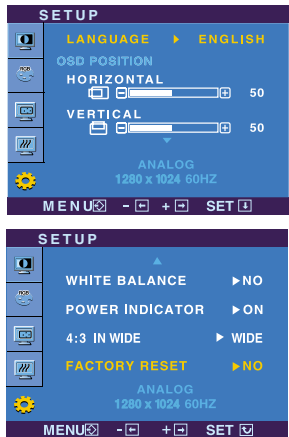 SETUP
LANGUAGE ▶ ENGLISH
OSD POSITION
HORIZONTAL
50
VERTICAL
50
ANALOG
1280 x 1024 60HZ
MENU - + SET
SETUP
WHITE BALANCE ▶NO
POWER INDICATOR ▶ON
4:3 IN WIDE ▶ WIDE
FACTORY RESET ▶NO
ANALOG
1280 x 1024 60HZ
MENU - + SET